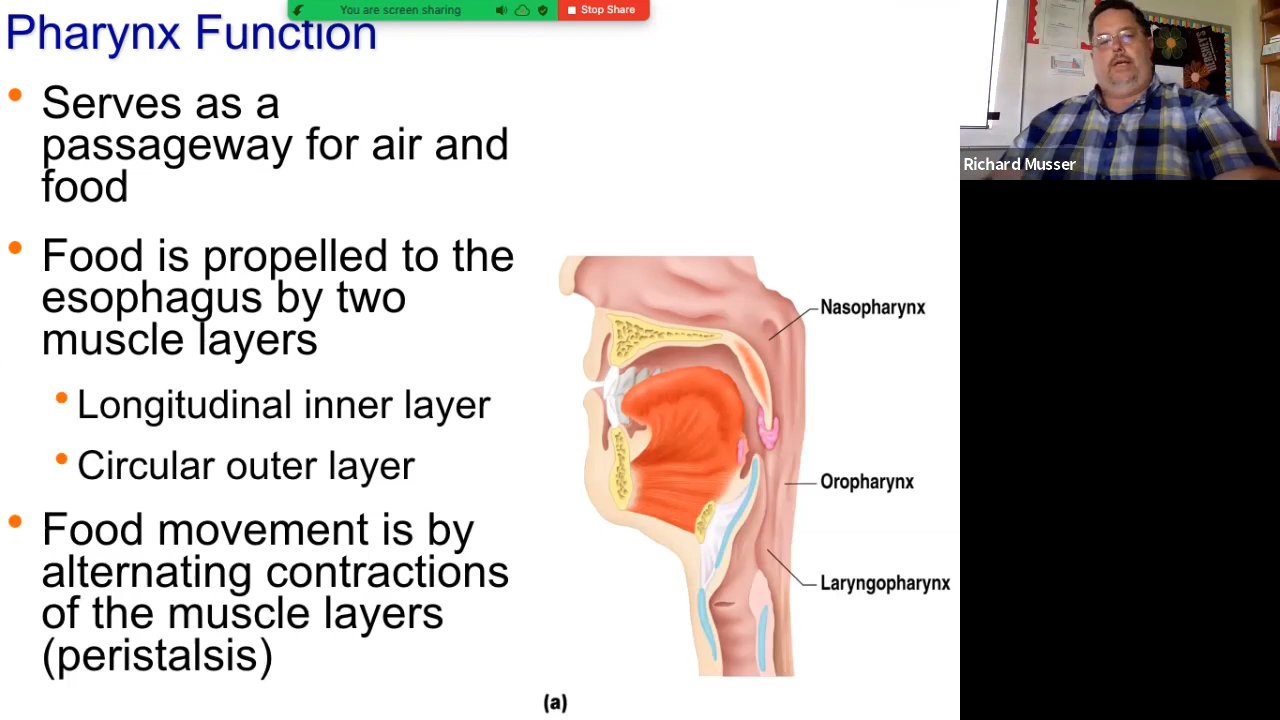 You are screen sharing
Stop Share
Pharynx Function
• Serves as a
passageway for air and
food
• Food is propelled to the
esophagus by two
muscle layers
• Longitudinal inner layer
• Circular outer layer
• Food movement is by
alternating contractions
of the muscle layers
(peristalsis)
Nasopharynx
Oropharynx
Laryngopharynx
(a)
HERSHEY'S
Richard Musser